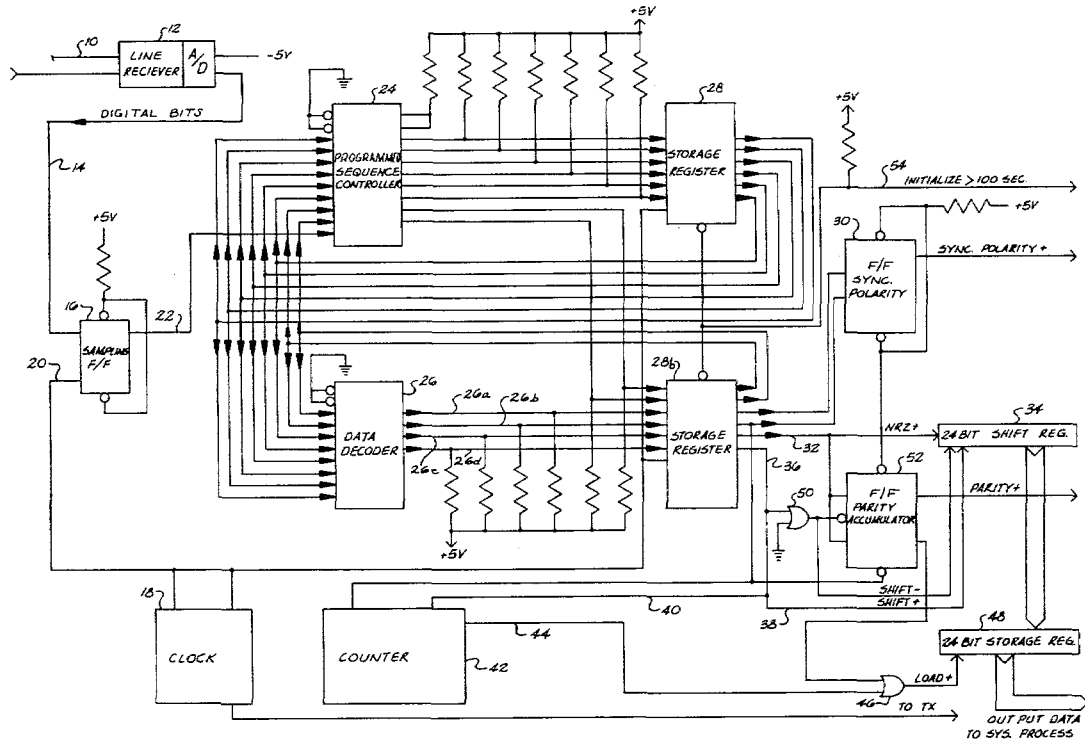 +5V
12
10
LINE
RECIEVER
A/D
-5V
24
28
+5V
DIGITAL BITS
14
PROGRAMMED
SEQUENCE
CONTROLLER
STORAGE
REGISTER
54
INITIALIZE > 100 SEC.
+5V
+5V
30
SYNC. POLARITY +
F/F
SYNC.
POLARITY
16
22
SAMPLING
F/F
20
26
28b
26a
26b
DATA
DECODER
26c
26d
STORAGE
REGISTER
32
36
NRZ+
34
24 BIT SHIFT REG.
52
50
F/F
PARITY
ACCUMULATOR
PARITY+
+5V
SHIFT-
SHIFT+
18
40
38
CLOCK
COUNTER
44
42
48
24 BIT STORAGE REG.
LOAD+
46
TO TX
OUT PUT DATA
TO SYS. PROCESS